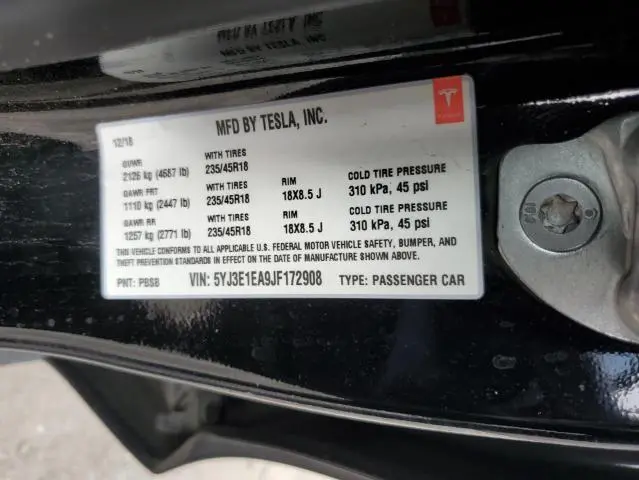 MFD BY TESLA, INC
MFD BY TESLA, INC.
12/18
GVWR WITH TIRES
2126 kg (4687 lb) 235/45R18
GAWR FRT WITH TIRES RIM COLD TIRE PRESSURE
1110 kg (2447 lb) 235/45R18 18X8.5 J 310 kPa, 45 psi
GAWR RR WITH TIRES RIM COLD TIRE PRESSURE
1257 kg (2771 lb) 235/45R18 18X8.5 J 310 kPa, 45 psi
THIS VEHICLE CONFORMS TO ALL APPLICABLE U.S. FEDERAL MOTOR VEHICLE SAFETY, BUMPER, AND
THEFT PREVENTION STANDARDS IN EFFECT ON THE DATE OF MANUFACTURE SHOWN ABOVE.
PNT: PBSB VIN: 5YJ3E1EA9JF172908 TYPE: PASSENGER CAR